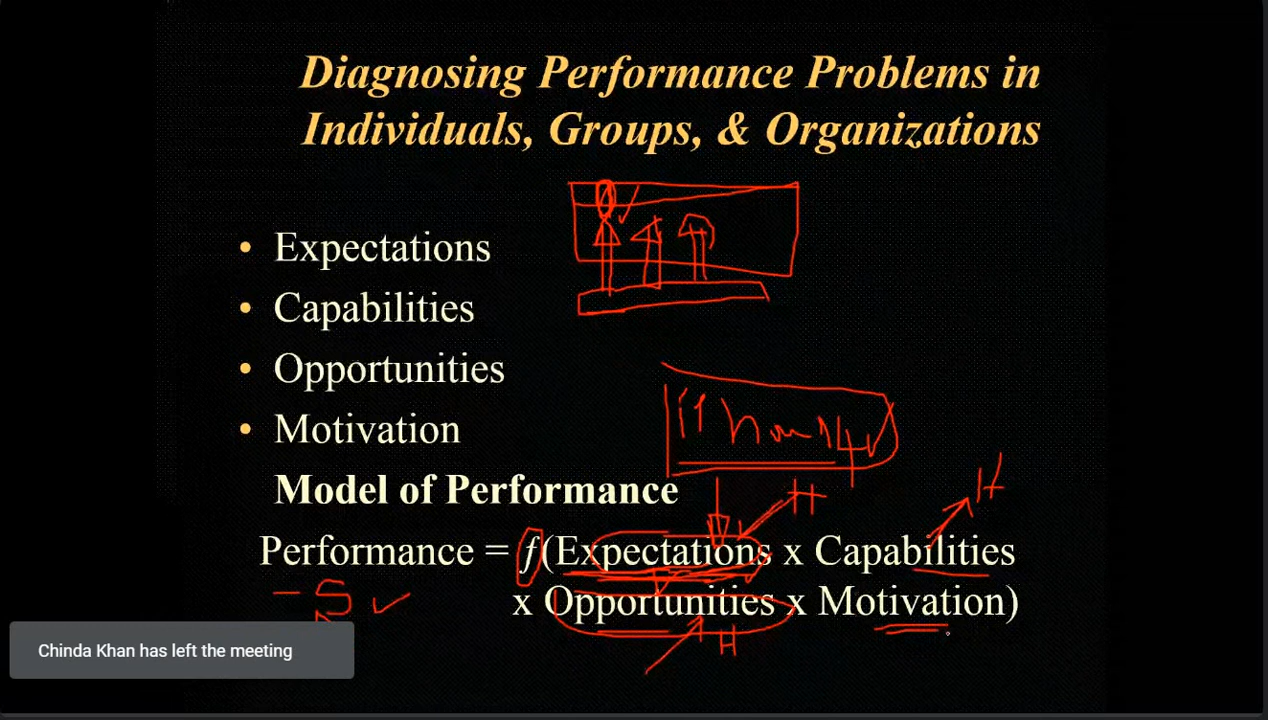 Diagnosing Performance Problems in
Individuals, Groups, & Organizations
• Expectations
• Capabilities
• Opportunities
• Motivation
Model of Performance
H
H
Performance = f(Expectations x Capabilities
x Opportunities x Motivation)
- S ✓
H
Chinda Khan has left the meeting